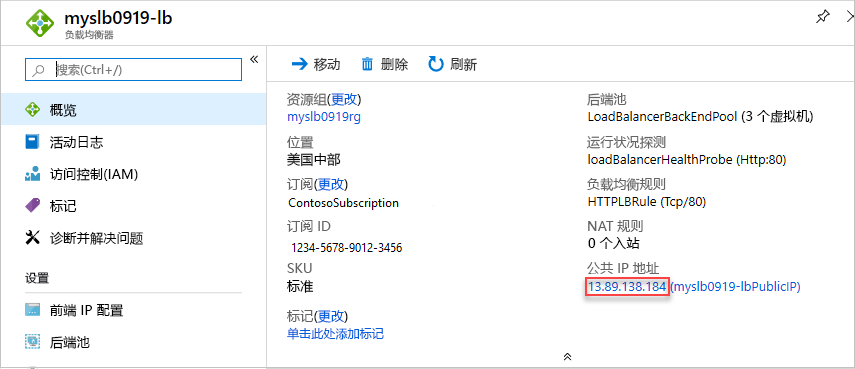 myslb0919-lb
负载均衡器
搜索(Ctrl+/)
概览
活动日志
访问控制(IAM)
标记
诊断并解决问题
设置
前端 IP 配置
后端池
移动 删除 刷新
资源组(更改)
myslb0919rg
位置
美国中部
订阅(更改)
ContosoSubscription
订阅 ID
1234-5678-9012-3456
SKU
标准
标记(更改)
单击此处添加标记
后端池
LoadBalancerBackEndPool (3 个虚拟机)
运行状况探测
loadBalancerHealthProbe (Http:80)
负载均衡规则
HTTPLBRule (Tcp/80)
NAT 规则
0 个入站
公共 IP 地址
13.89.138.184 (myslb0919-lbPublicIP)